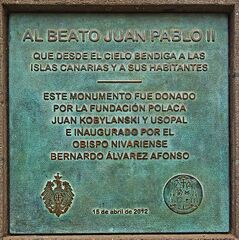 AL BEATO JUAN PABLO II
QUE DESDE EL CIELO BENDIGA A LAS
ISLAS CANARIAS Y A SUS HABITANTES
ESTE MONUMENTO FUE DONADO
POR LA FUNDACIÓN POLACA
JUAN KOBYLANSKI Y USOPAL
E INAUGURADO POR EL
OBISPO NIVARIENSE
BERNARDO ÁLVAREZ AFONSO
15 de abril de 2012